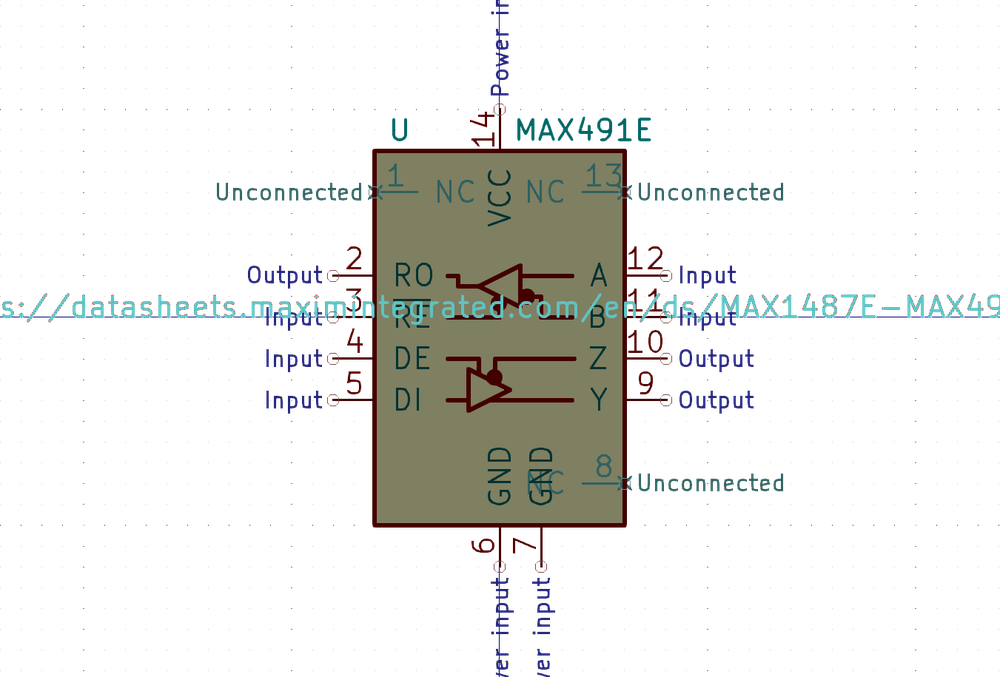 Power in
14
U MAX491E
Unconnected 1 NC VCC NC 13 Unconnected
Output 2 RO A 12 Input
s://datasheets.maximintegrated.com/en/ds/MAX1487E-MAX49
Input 3 RE B 11 Input
Input 4 DE Z 10 Output
Input 5 DI Y 9 Output
GND GND NC 8 Unconnected
6 7
wer input wer input